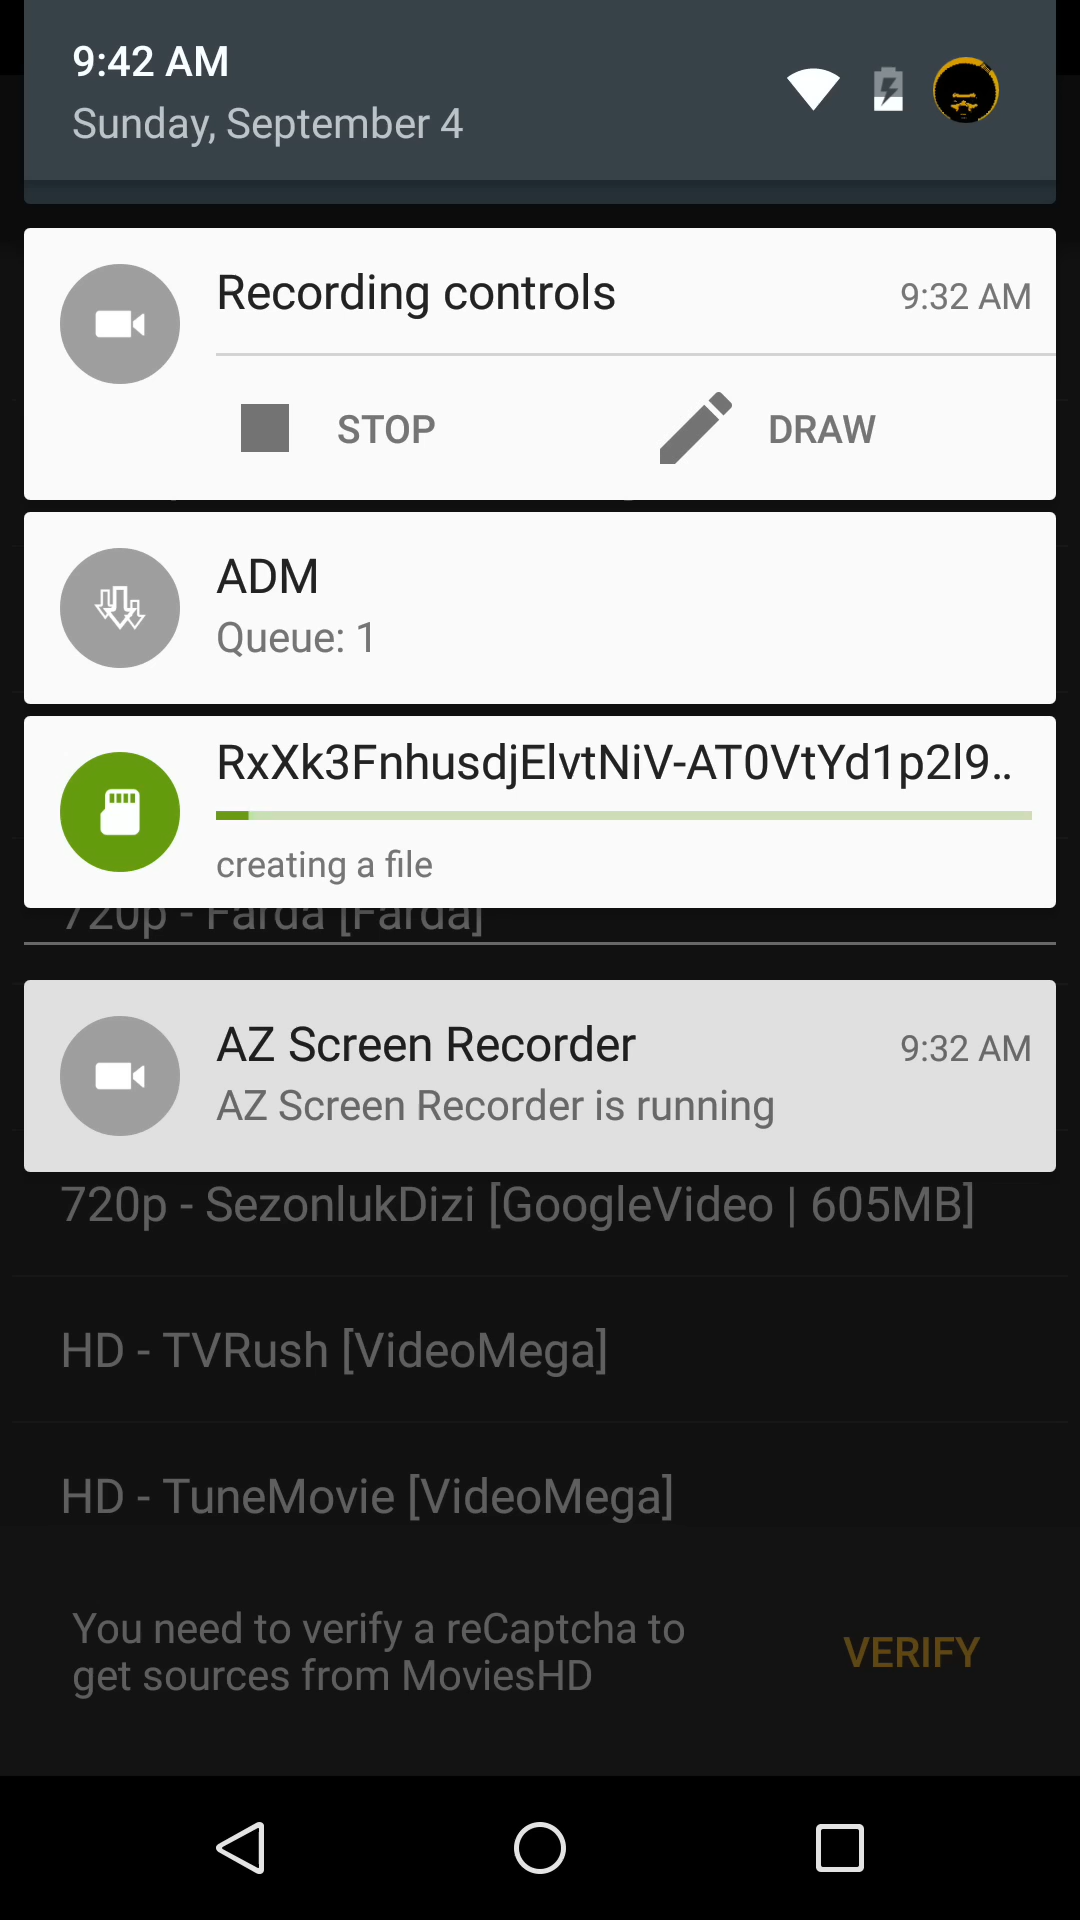 9:42 AM
Sunday, September 4
Recording controls
9:32 AM
STOP
DRAW
ADM
Queue: 1
RxXk3FnhusdjElvtNiV-AT0VtYd1p2l9..
creating a file
720p - Farda [Farda]
AZ Screen Recorder
9:32 AM
AZ Screen Recorder is running
720p - SezonlukDizi [GoogleVideo | 605MB]
HD - TVRush [VideoMega]
HD - TuneMovie [VideoMega]
You need to verify a reCaptcha to
get sources from MoviesHD
VERIFY